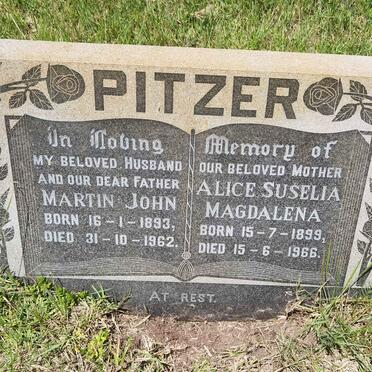 PITZER
In Loving Memory of
MY BELOVED HUSBAND
AND OUR DEAR FATHER
MARTIN JOHN
BORN 16-1-1893,
DIED 31-10-1962.
OUR BELOVED MOTHER
ALICE SUSELIA
MAGDALENA
BORN 15-7-1899,
DIED 15-6-1966.
AT REST.